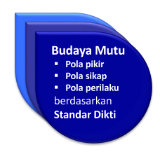 Budaya Mutu
▪ Pola pikir
▪ Pola sikap
▪ Pola perilaku
berdasarkan
Standar Dikti